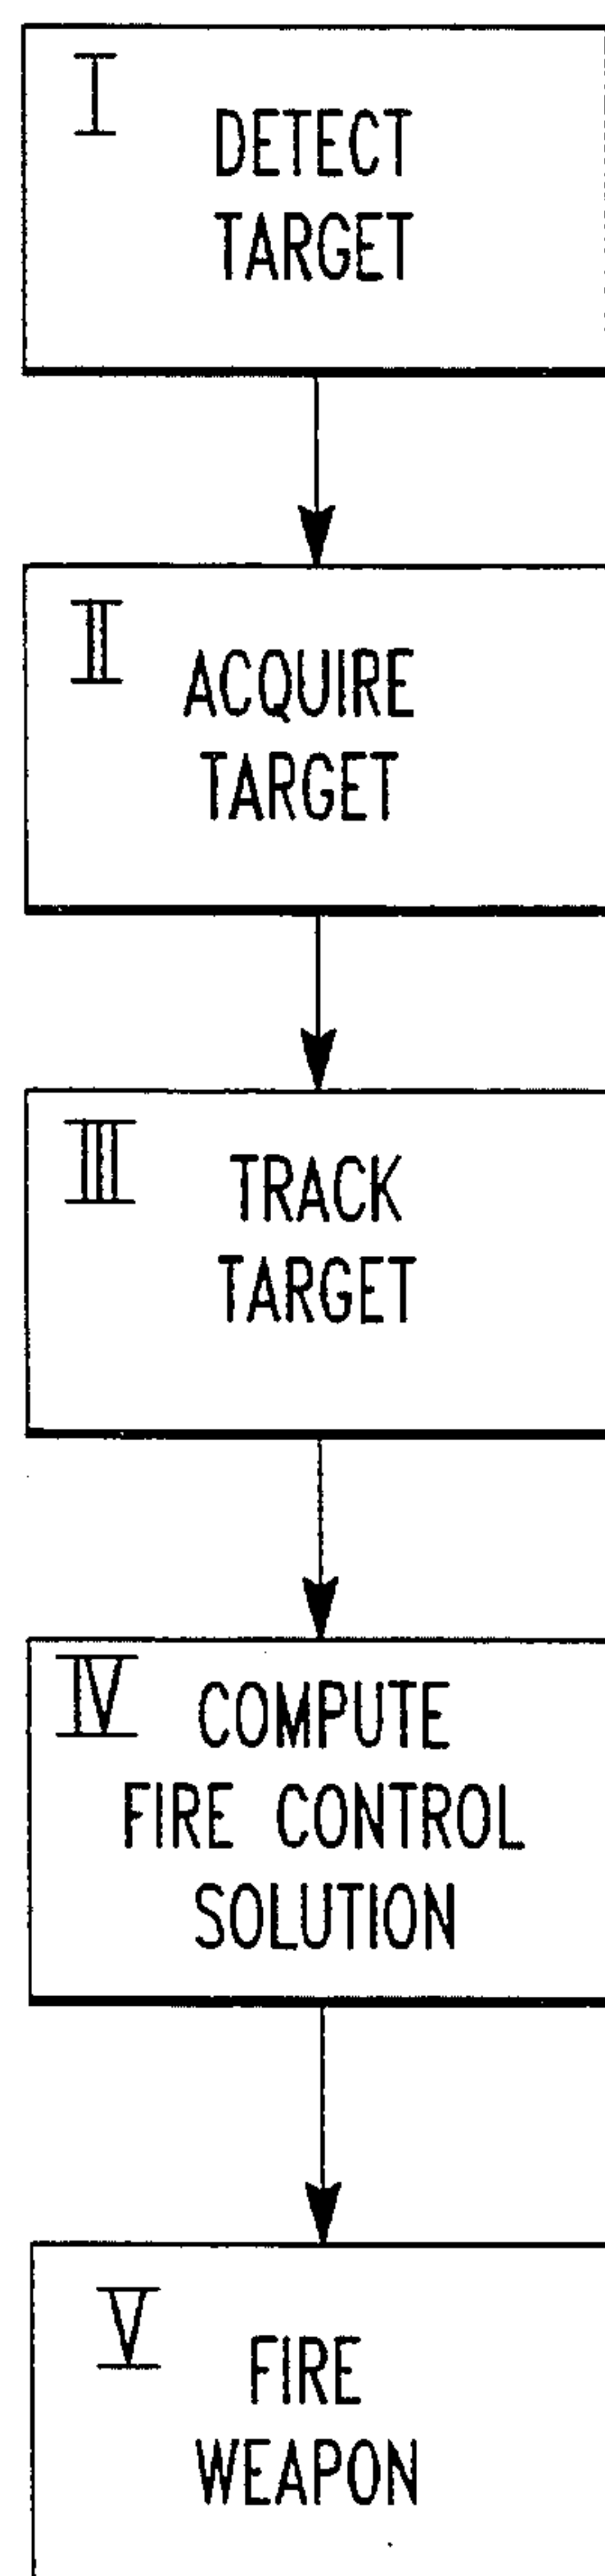 I
DETECT
TARGET
II
ACQUIRE
TARGET
III
TRACK
TARGET
IV
COMPUTE
FIRE CONTROL
SOLUTION
V
FIRE
WEAPON